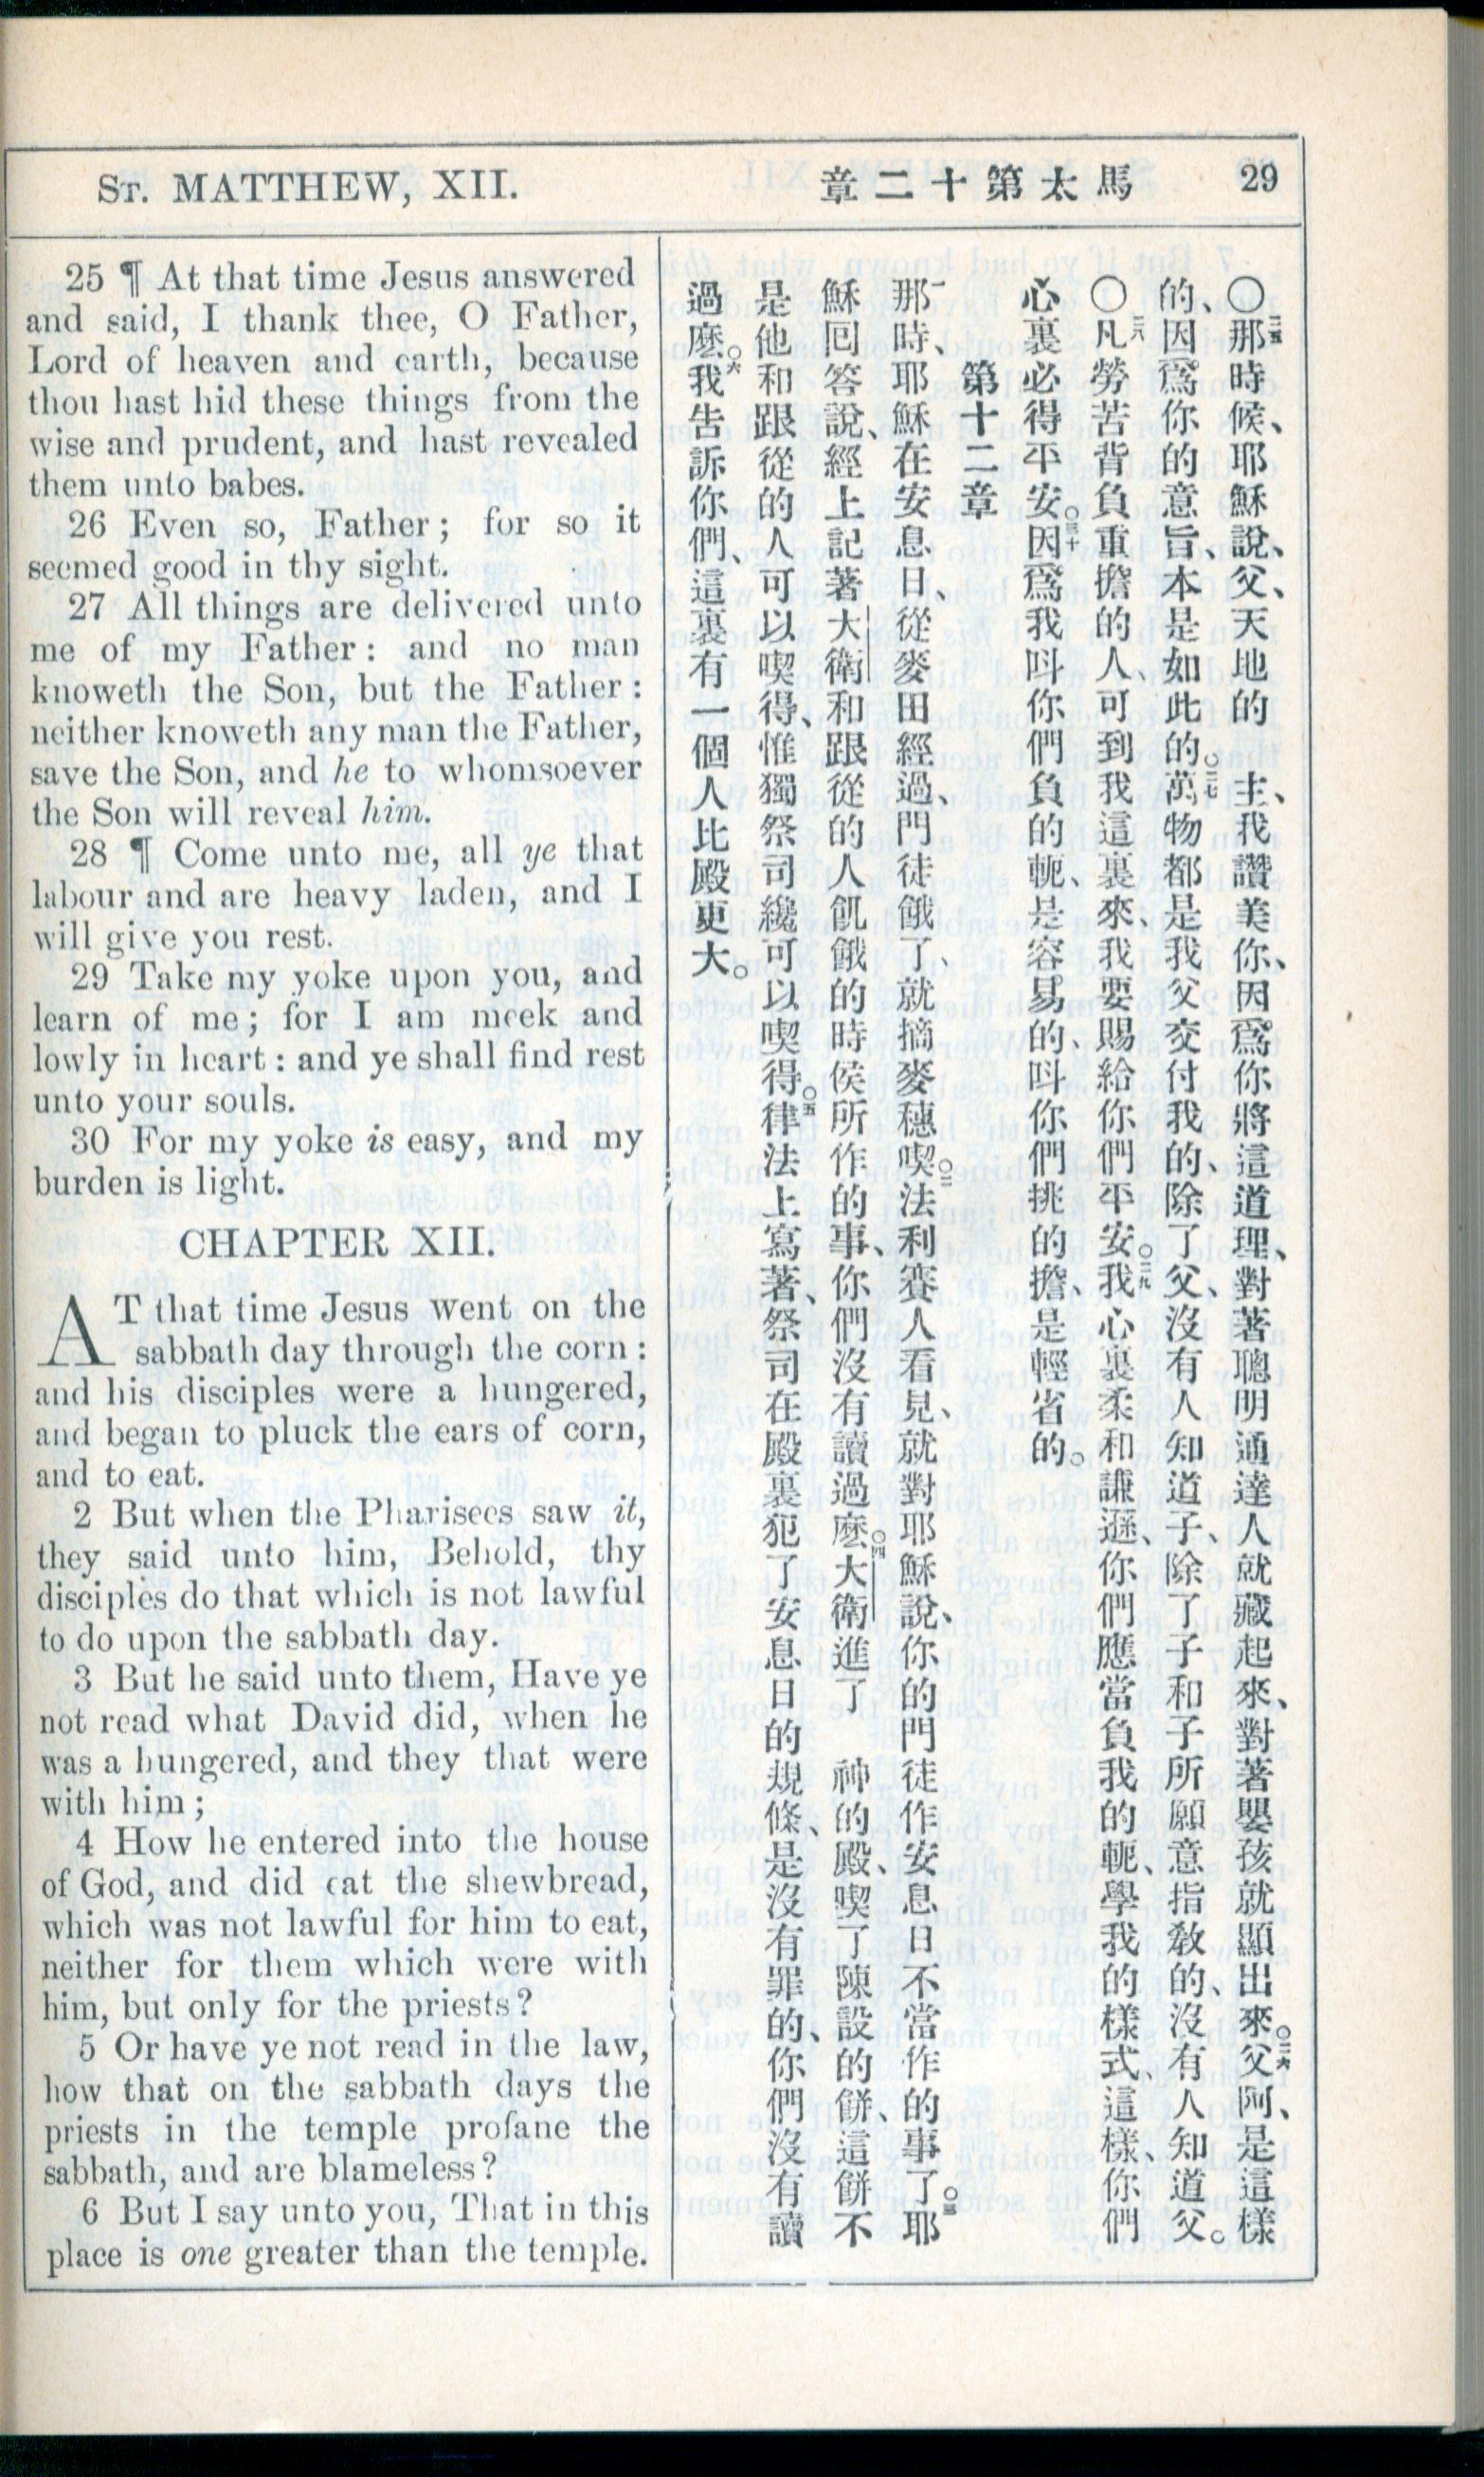 St. MATTHEW, XII.
馬太第十二章
29
25 ¶ At that time Jesus answered
and said, I thank thee, O Father,
Lord of heaven and earth, because
thou hast hid these things from the
wise and prudent, and hast revealed
them unto babes.
26 Even so, Father; for so it
seemed good in thy sight.
27 All things are delivered unto
me of my Father: and no man
knoweth the Son, but the Father:
neither knoweth any man the Father,
save the Son, and he to whomsoever
the Son will reveal him.
28 ¶ Come unto me, all ye that
labour and are heavy laden, and I
will give you rest.
29 Take my yoke upon you, and
learn of me; for I am meek and
lowly in heart: and ye shall find rest
unto your souls.
30 For my yoke is easy, and my
burden is light.
CHAPTER XII.
AT that time Jesus went on the
sabbath day through the corn:
and his disciples were a hungered,
and began to pluck the ears of corn,
and to eat.
2 But when the Pharisees saw it,
they said unto him, Behold, thy
disciples do that which is not lawful
to do upon the sabbath day.
3 But he said unto them, Have ye
not read what David did, when he
was a hungered, and they that were
with him;
4 How he entered into the house
of God, and did eat the shewbread,
which was not lawful for him to eat,
neither for them which were with
him, but only for the priests?
5 Or have ye not read in the law,
how that on the sabbath days the
priests in the temple profane the
sabbath, and are blameless?
6 But I say unto you, That in this
place is one greater than the temple.
〇二五那時候、耶穌說、父、天地的　主、我讚美你、因爲你將這道理、對著聰明通達人就藏起來、對著嬰孩就顯出來。二六父阿、是這樣
的、因爲你的意旨、本是如此的。二七萬物都是我父交付我的、除了父、沒有人知道子、除了子和子所願意指敎的、沒有人知道父。
〇二八凡勞苦背負重擔的人、可到我這裏來、我要賜給你們平安。二九我心裏柔和謙遜、你們應當負我的軛、學我的樣式、這樣、你們
心裏必得平安。三十因爲我呌你們負的軛、是容易的、呌你們挑的擔、是輕省的。
第十二章
一那時、耶穌在安息日、從麥田經過、門徒餓了、就摘麥穗喫。二法利賽人看見、就對耶穌說、你的門徒作安息日不當作的事了。三耶
穌囘答說、經上記著大衛和跟從的人飢餓的時侯所作的事、你們沒有讀過麽。四大衛進了　神的殿、喫了陳設的餅、這餅不
是他和跟從的人可以喫得、惟獨祭司纔可以喫得。五律法上寫著、祭司在殿裏犯了安息日的規條、是沒有罪的、你們沒有讀
過麽。六我告訴你們、這裏有一個人比殿更大。